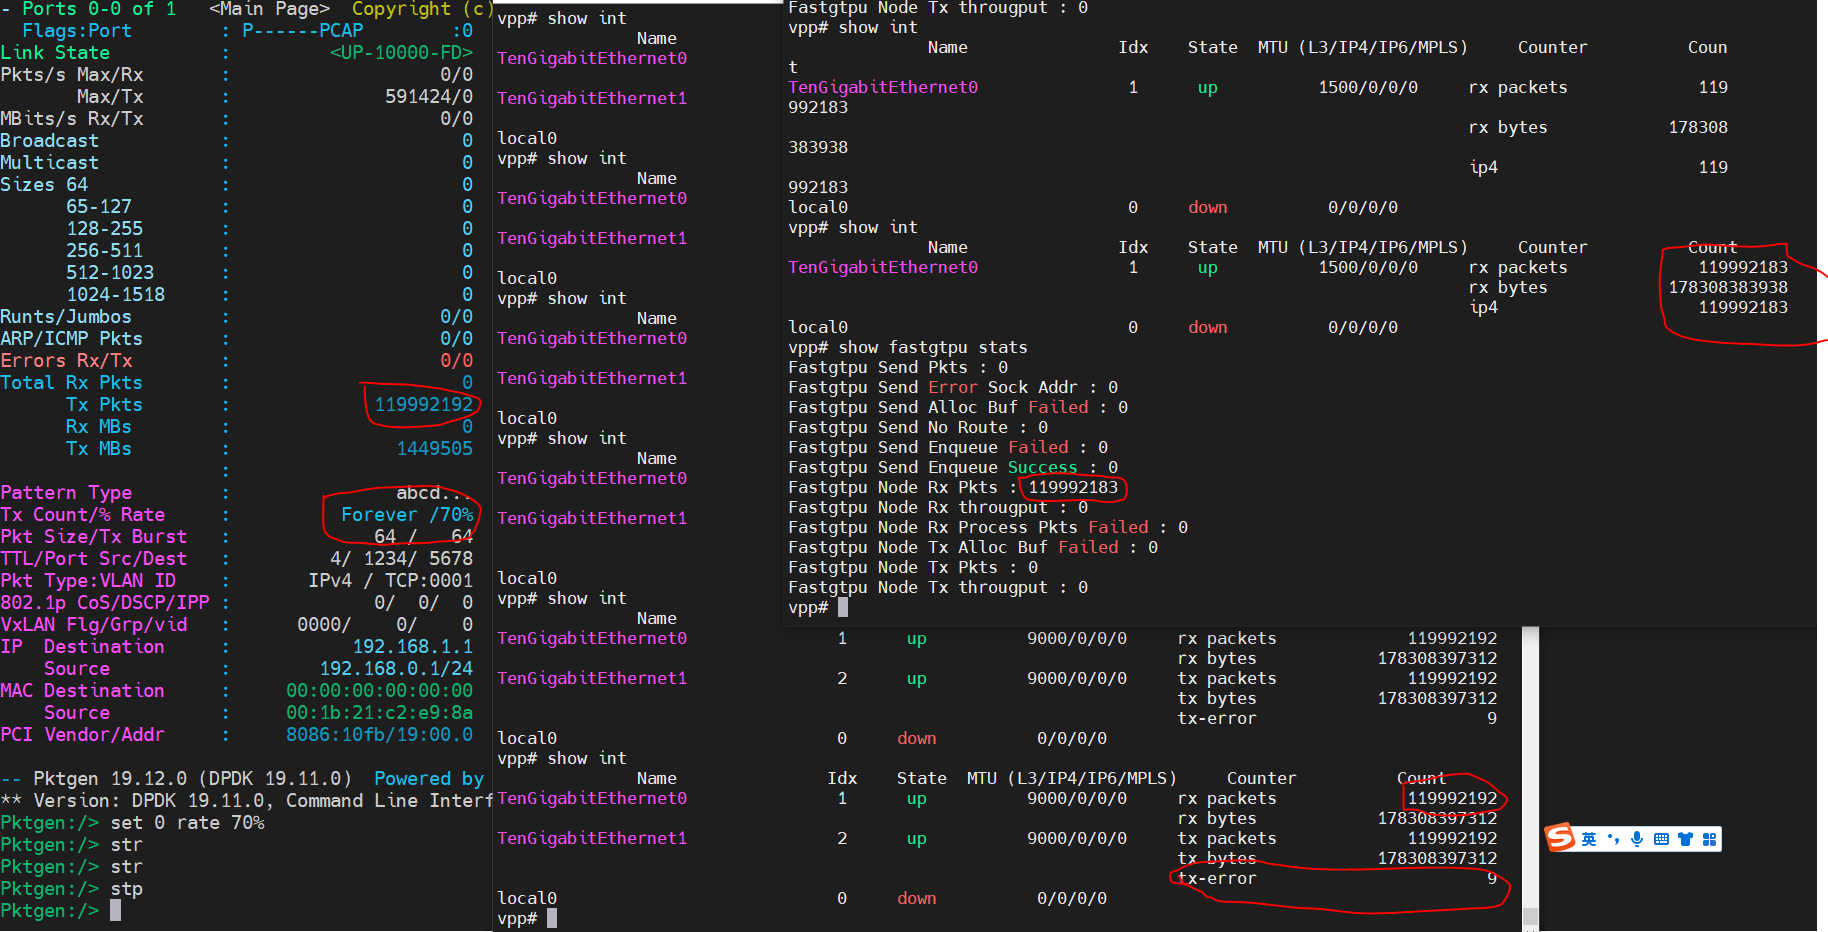 - Ports 0-0 of 1   <Main Page>  Copyright (c)
  Flags:Port         : P------PCAP         :0
Link State           :          <UP-10000-FD>
Pkts/s Max/Rx        :                    0/0
       Max/Tx        :               591424/0
MBits/s Rx/Tx        :                    0/0
Broadcast            :                      0
Multicast            :                      0
Sizes 64             :                      0
      65-127         :                      0
      128-255        :                      0
      256-511        :                      0
      512-1023       :                      0
      1024-1518      :                      0
Runts/Jumbos         :                    0/0
ARP/ICMP Pkts        :                    0/0
Errors Rx/Tx         :                    0/0
Total Rx Pkts        :                      0
      Tx Pkts        :              119992192
      Rx MBs         :                      0
      Tx MBs         :                1449505
                     :
Pattern Type         :                abcd...
Tx Count/% Rate      :           Forever /70%
Pkt Size/Tx Burst    :              64 /   64
TTL/Port Src/Dest    :          4/ 1234/ 5678
Pkt Type:VLAN ID     :        IPv4 / TCP:0001
802.1p CoS/DSCP/IPP  :              0/  0/  0
VxLAN Flg/Grp/vid    :       0000/    0/    0
IP  Destination      :            192.168.1.1
    Source           :         192.168.0.1/24
MAC Destination      :      00:00:00:00:00:00
    Source           :      00:1b:21:c2:e9:8a
PCI Vendor/Addr      :      8086:10fb/19:00.0
-- Pktgen 19.12.0 (DPDK 19.11.0)  Powered by
** Version: DPDK 19.11.0, Command Line Interf
Pktgen:/> set 0 rate 70%
Pktgen:/> str
Pktgen:/> str
Pktgen:/> stp
Pktgen:/>
vpp# show int
Name
TenGigabitEthernet0
TenGigabitEthernet1
local0
vpp# show int
Name
TenGigabitEthernet0
TenGigabitEthernet1
local0
vpp# show int
Name
TenGigabitEthernet0
TenGigabitEthernet1
local0
vpp# show int
Name
TenGigabitEthernet0
TenGigabitEthernet1
local0
vpp# show int
Name
TenGigabitEthernet0 1 up 9000/0/0/0 rx packets 119992192
rx bytes 178308397312
TenGigabitEthernet1 2 up 9000/0/0/0 tx packets 119992192
tx bytes 178308397312
tx-error 9
local0 0 down 0/0/0/0
vpp# show int
Name Idx State MTU (L3/IP4/IP6/MPLS) Counter Count
TenGigabitEthernet0 1 up 9000/0/0/0 rx packets 119992192
rx bytes 178308397312
TenGigabitEthernet1 2 up 9000/0/0/0 tx packets 119992192
tx bytes 178308397312
tx-error 9
local0 0 down 0/0/0/0
vpp#
Fastgtpu Node Tx througput : 0
vpp# show int
Name Idx State MTU (L3/IP4/IP6/MPLS) Counter Coun
t
TenGigabitEthernet0 1 up 1500/0/0/0 rx packets 119
992183
rx bytes 178308
383938
ip4 119
992183
local0 0 down 0/0/0/0
vpp# show int
Name Idx State MTU (L3/IP4/IP6/MPLS) Counter Count
TenGigabitEthernet0 1 up 1500/0/0/0 rx packets 119992183
rx bytes 178308383938
ip4 119992183
local0 0 down 0/0/0/0
vpp# show fastgtpu stats
Fastgtpu Send Pkts : 0
Fastgtpu Send Error Sock Addr : 0
Fastgtpu Send Alloc Buf Failed : 0
Fastgtpu Send No Route : 0
Fastgtpu Send Enqueue Failed : 0
Fastgtpu Send Enqueue Success : 0
Fastgtpu Node Rx Pkts : 119992183
Fastgtpu Node Rx througput : 0
Fastgtpu Node Rx Process Pkts Failed : 0
Fastgtpu Node Tx Alloc Buf Failed : 0
Fastgtpu Node Tx Pkts : 0
Fastgtpu Node Tx througput : 0
vpp#
S 英